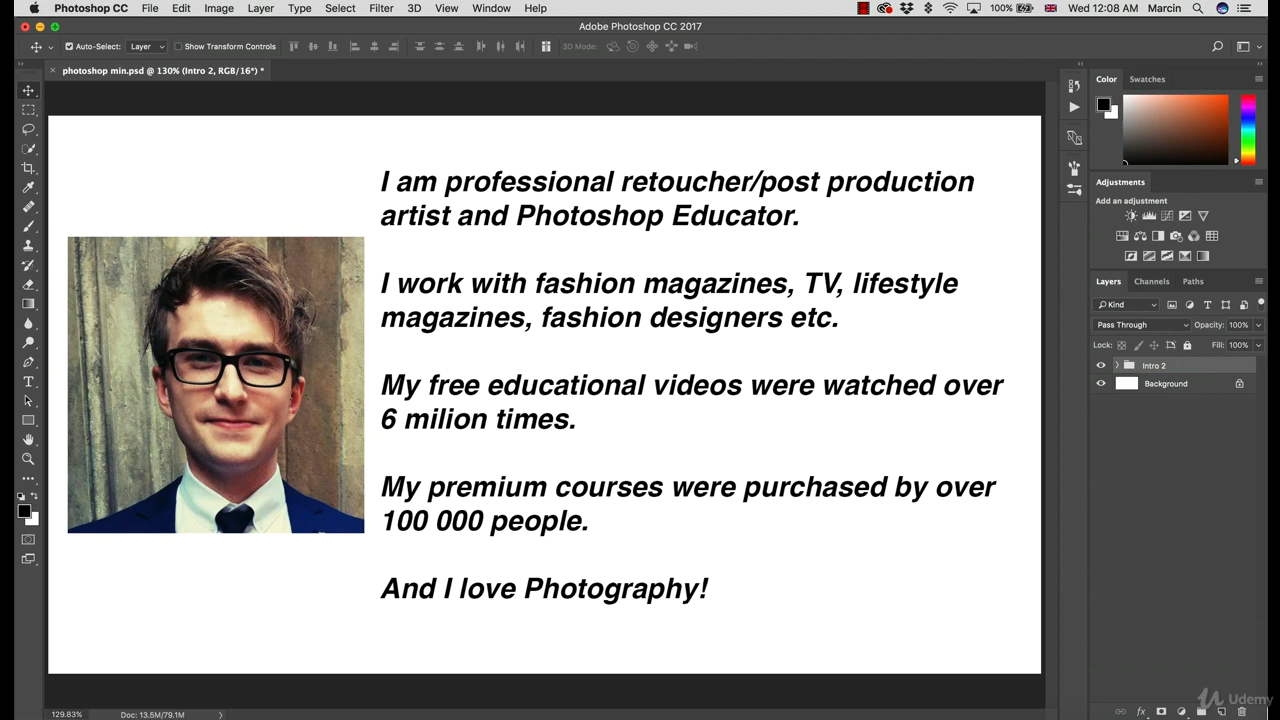 Photoshop CC File Edit Image Layer Type Select Filter 3D View Window Help 100% Wed 12:08 AM Marcin
Adobe Photoshop CC 2017
Auto-Select: Layer Show Transform Controls 3D Mode:
photoshop min.psd @ 130% (Intro 2, RGB/16*) *
Color Swatches
I am professional retoucher/post production
artist and Photoshop Educator.
I work with fashion magazines, TV, lifestyle
magazines, fashion designers etc.
My free educational videos were watched over
6 milion times.
My premium courses were purchased by over
100 000 people.
And I love Photography!
Adjustments
Add an adjustment
Layers Channels Paths
Kind
Pass Through Opacity: 100%
Lock: Fill: 100%
Intro 2
Background
129.83% Doc: 13.5M/79.1M
Udemy